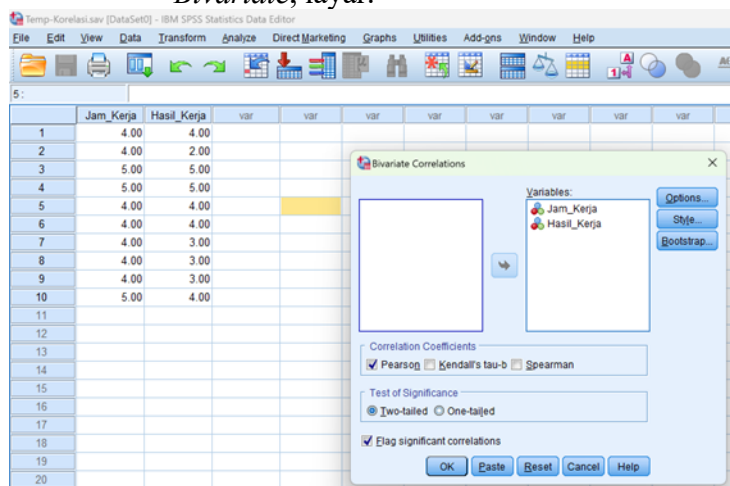 Bivariate, layar:
Temp-Korelasi.sav [DataSet0] - IBM SPSS Statistics Data Editor
File Edit View Data Transform Analyze Direct Marketing Graphs Utilities Add-ons Window Help
5 :
Jam_Kerja Hasil_Kerja var var var var var var var var
1 4.00 4.00
2 4.00 2.00
3 5.00 5.00
4 5.00 5.00
5 4.00 4.00
6 4.00 4.00
7 4.00 3.00
8 4.00 3.00
9 4.00 3.00
10 5.00 4.00
11
12
13
14
15
16
17
18
19
20
Bivariate Correlations
Variables:
Jam_Kerja
Hasil_Kerja
Options...
Style...
Bootstrap...
Correlation Coefficients
Pearson Kendall's tau-b Spearman
Test of Significance
Two-tailed One-tailed
Flag significant correlations
OK Paste Reset Cancel Help